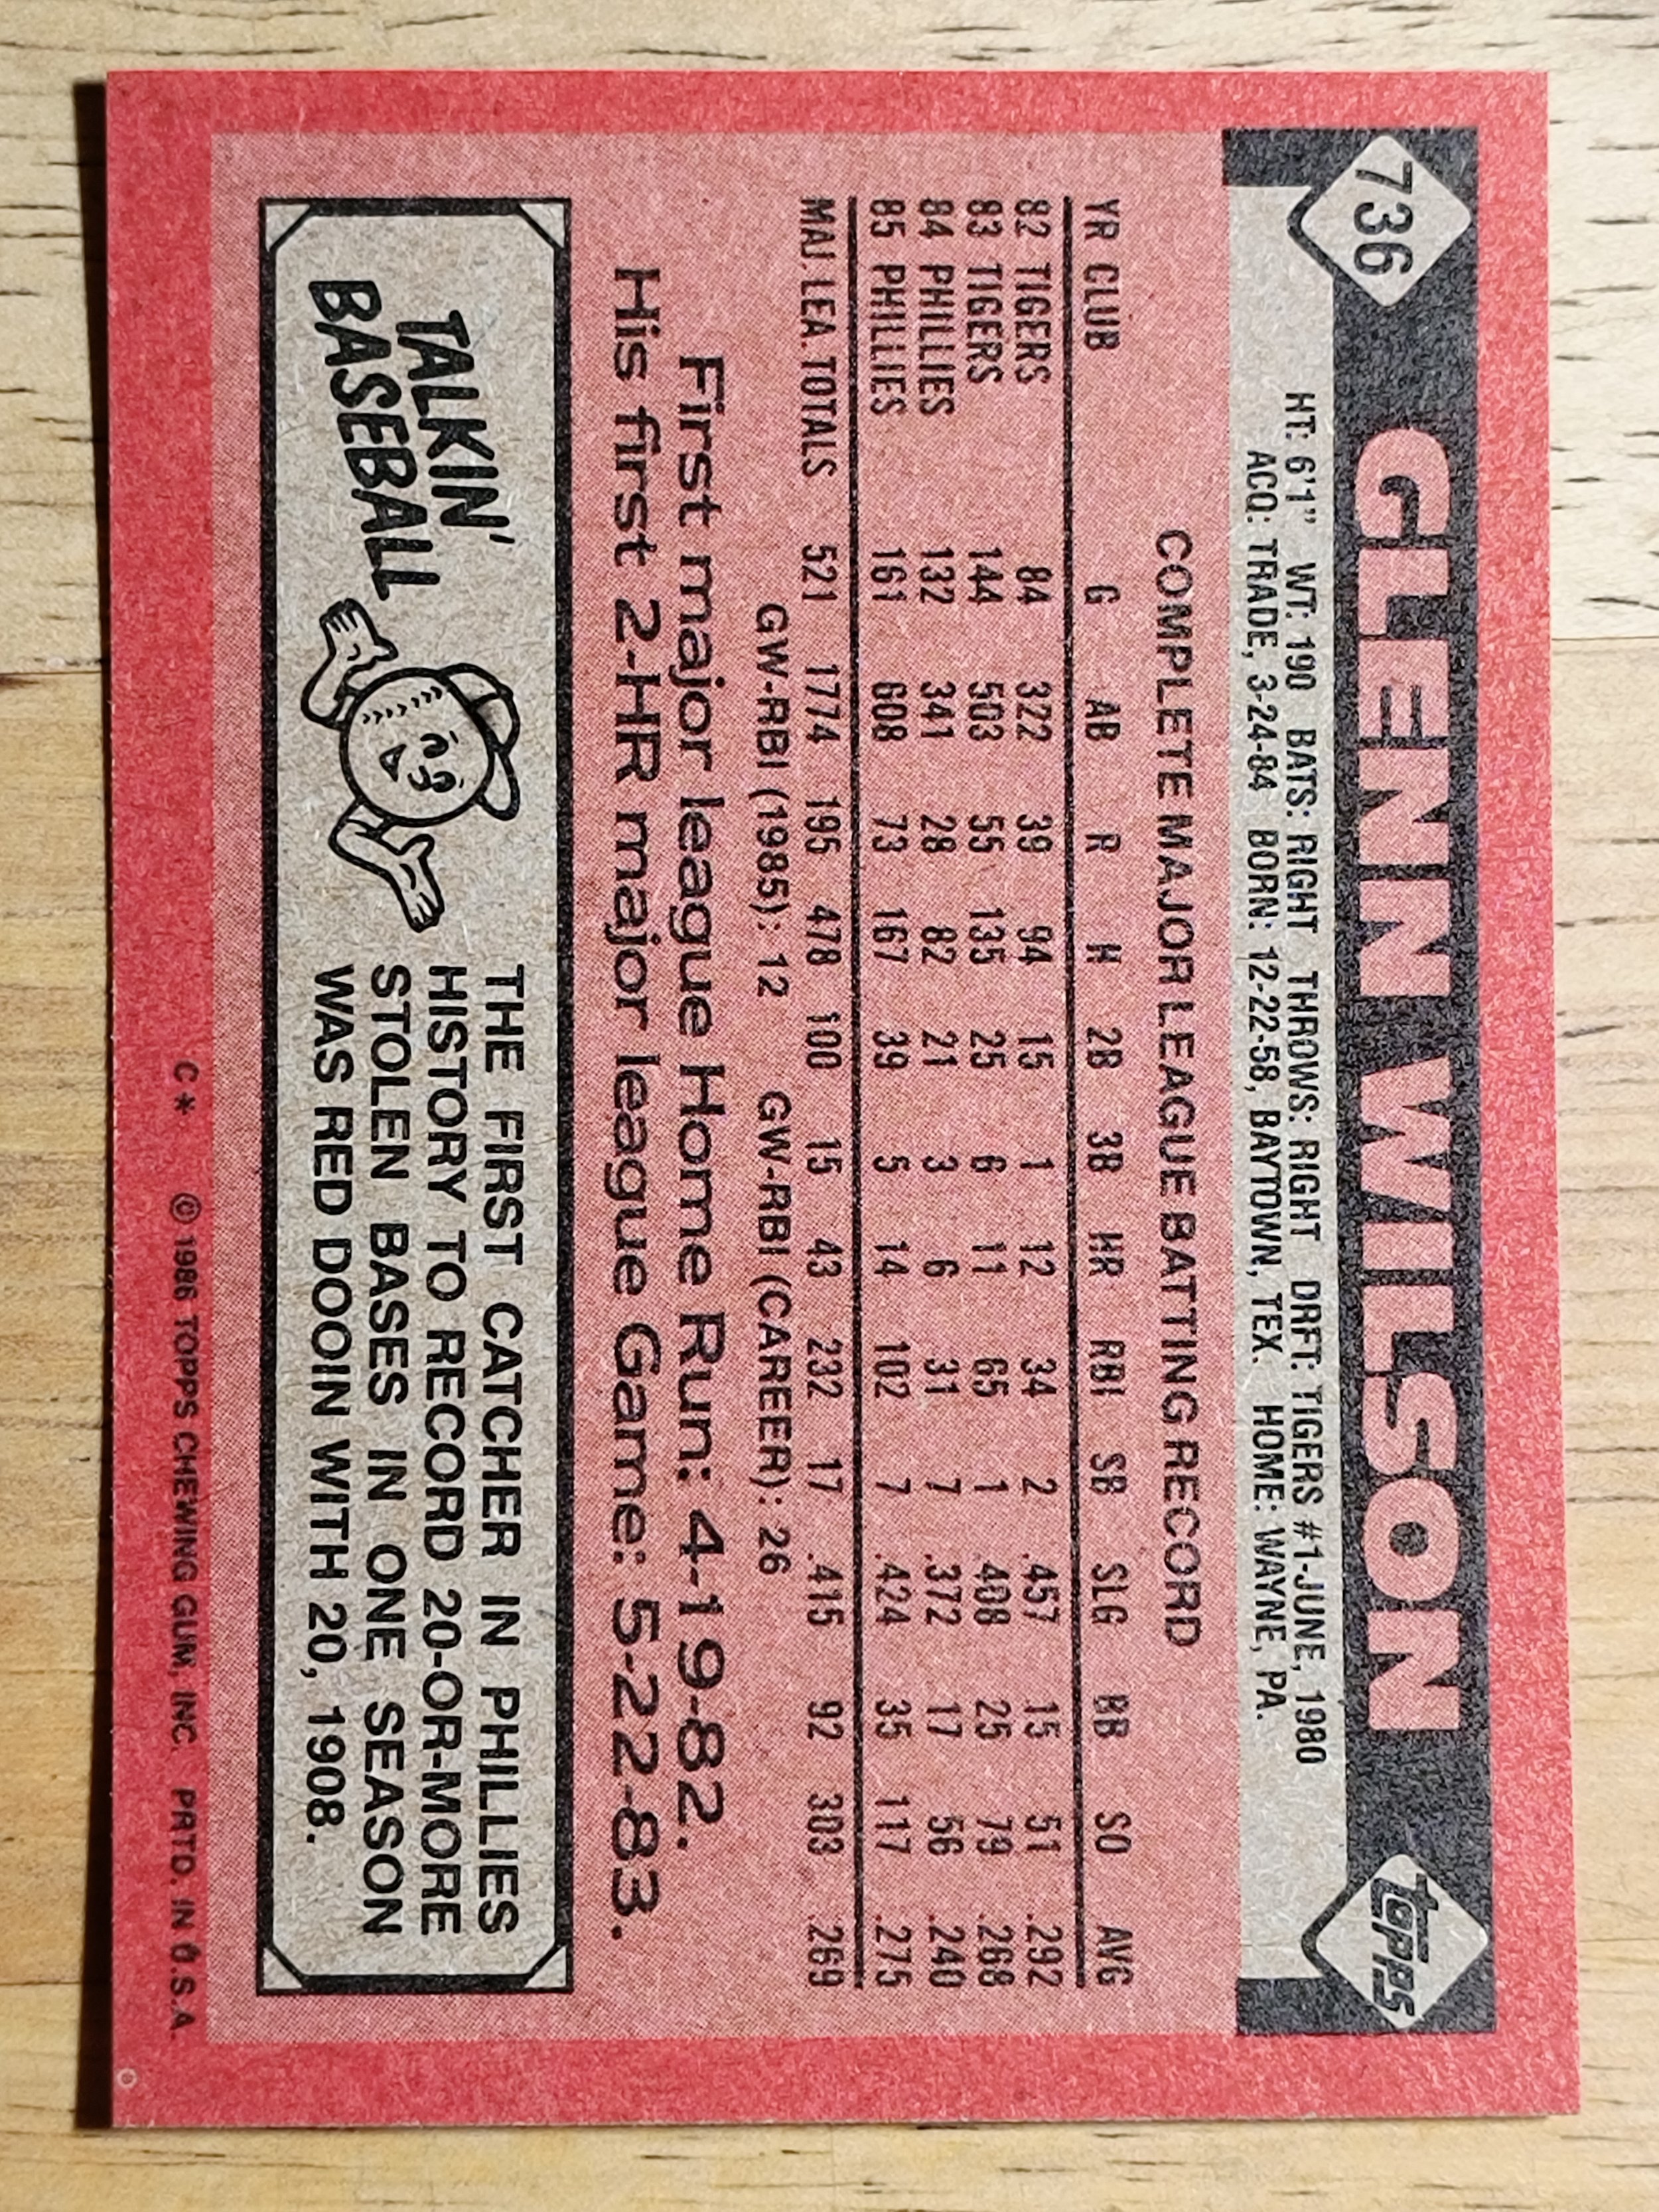 736 GLENN WILSON topps
HT: 6'1" WT: 190 BATS: RIGHT THROWS: RIGHT DRFT: TIGERS #1-JUNE, 1980
ACQ: TRADE, 3-24-84 BORN: 12-22-58, BAYTOWN, TEX. HOME: WAYNE, PA.
COMPLETE MAJOR LEAGUE BATTING RECORD
YR CLUB G AB R H 2B 3B HR RBI SB SLG BB SO AVG
82 TIGERS 84 322 39 94 15 1 12 34 2 .457 15 51 .292
83 TIGERS 144 503 55 135 25 6 11 65 1 .408 25 79 .268
84 PHILLIES 132 341 28 82 21 3 6 31 7 .372 17 56 .240
85 PHILLIES 161 608 73 167 39 5 14 102 7 .424 35 117 .275
MAJ. LEA. TOTALS 521 1774 195 478 100 15 43 232 17 .415 92 303 .269
GW-RBI (1985): 12 GW-RBI (CAREER): 26
First major league Home Run: 4-19-82.
His first 2-HR major league Game: 5-22-83.
TALKIN'
BASEBALL
THE FIRST CATCHER IN PHILLIES
HISTORY TO RECORD 20-OR-MORE
STOLEN BASES IN ONE SEASON
WAS RED DOOIN WITH 20, 1908.
C* © 1986 TOPPS CHEWING GUM, INC. PRTD. IN U.S.A.